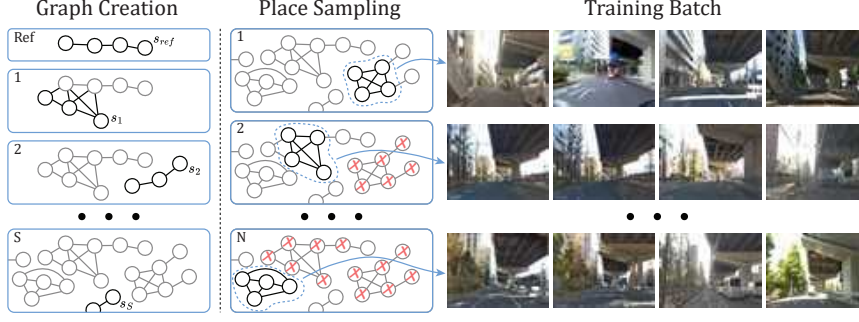 Graph Creation
Place Sampling
Training Batch
Ref
s_ref
1
s_1
2
s_2
S
s_S
1
2
X X X X X X
N
X X X X X X X X X X X X